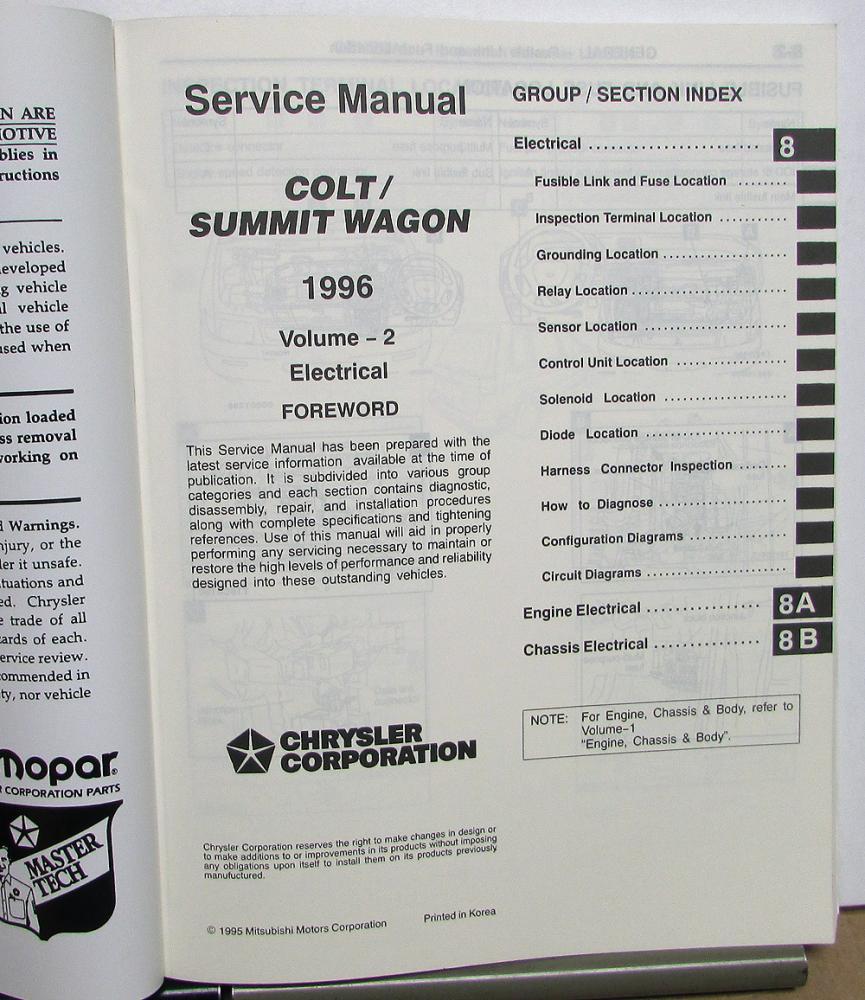 N ARE
MOTIVE
blies in
ructions
vehicles.
eveloped
g vehicle
l vehicle
the use of
used when
ion loaded
ss removal
working on
d Warnings.
njury, or the
der it unsafe.
tuations and
ed. Chrysler
e trade of all
ards of each.
ervice review.
commended in
ty, nor vehicle
mopar®
R CORPORATION PARTS
MASTER
TECH
Service Manual
COLT /
SUMMIT WAGON
1996
Volume – 2
Electrical
FOREWORD
This Service Manual has been prepared with the
latest service information available at the time of
publication. It is subdivided into various group
categories and each section contains diagnostic,
disassembly, repair, and installation procedures
along with complete specifications and tightening
references. Use of this manual will aid in properly
performing any servicing necessary to maintain or
restore the high levels of performance and reliability
designed into these outstanding vehicles.
CHRYSLER
CORPORATION
Chrysler Corporation reserves the right to make changes in design or
to make additions to or improvements in its products without imposing
any obligations upon itself to install them on its products previously
manufuctured.
© 1995 Mitsubishi Motors Corporation Printed in Korea
GROUP / SECTION INDEX
Electrical ....................... 8
Fusible Link and Fuse Location ........
Inspection Terminal Location ...........
Grounding Location ....................
Relay Location .........................
Sensor Location .......................
Control Unit Location .................
Solenoid Location ...................
Diode Location ......................
Harness Connector Inspection ........
How to Diagnose ....................
Configuration Diagrams ...............
Circuit Diagrams ......................
Engine Electrical ................ 8A
Chassis Electrical ............... 8B
NOTE: For Engine, Chassis & Body, refer to
Volume–1
"Engine, Chassis & Body".